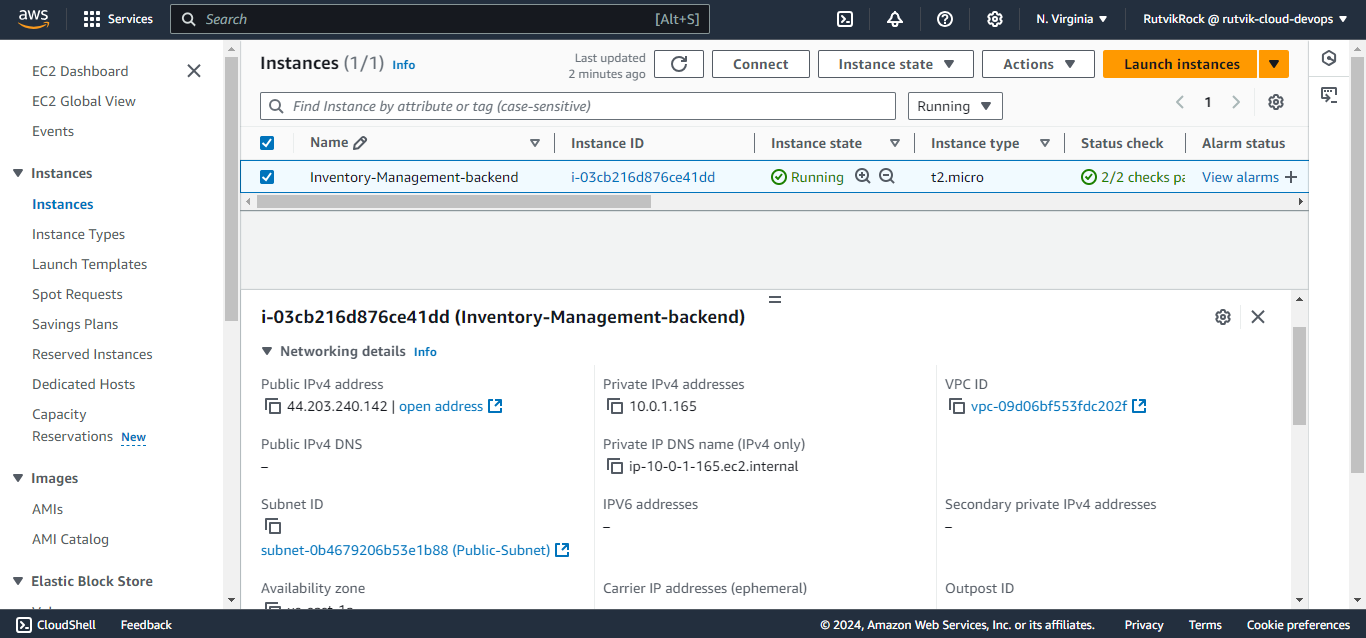 aws
Services
Search
[Alt+S]
N. Virginia
RutvikRock @ rutvik-cloud-devops
EC2 Dashboard
EC2 Global View
Events
Instances
Instances
Instance Types
Launch Templates
Spot Requests
Savings Plans
Reserved Instances
Dedicated Hosts
Capacity
Reservations New
Images
AMIs
AMI Catalog
Elastic Block Store
Instances (1/1) Info
Last updated
2 minutes ago
Connect
Instance state
Actions
Launch instances
Find Instance by attribute or tag (case-sensitive)
Running
1
Name
Instance ID
Instance state
Instance type
Status check
Alarm status
Inventory-Management-backend
i-03cb216d876ce41dd
Running
t2.micro
2/2 checks pa
View alarms
i-03cb216d876ce41dd (Inventory-Management-backend)
Networking details Info
Public IPv4 address
44.203.240.142 | open address
Private IPv4 addresses
10.0.1.165
VPC ID
vpc-09d06bf553fdc202f
Public IPv4 DNS
–
Private IP DNS name (IPv4 only)
ip-10-0-1-165.ec2.internal
Subnet ID
subnet-0b4679206b53e1b88 (Public-Subnet)
IPV6 addresses
–
Secondary private IPv4 addresses
–
Availability zone
Carrier IP addresses (ephemeral)
Outpost ID
CloudShell
Feedback
© 2024, Amazon Web Services, Inc. or its affiliates.
Privacy
Terms
Cookie preferences